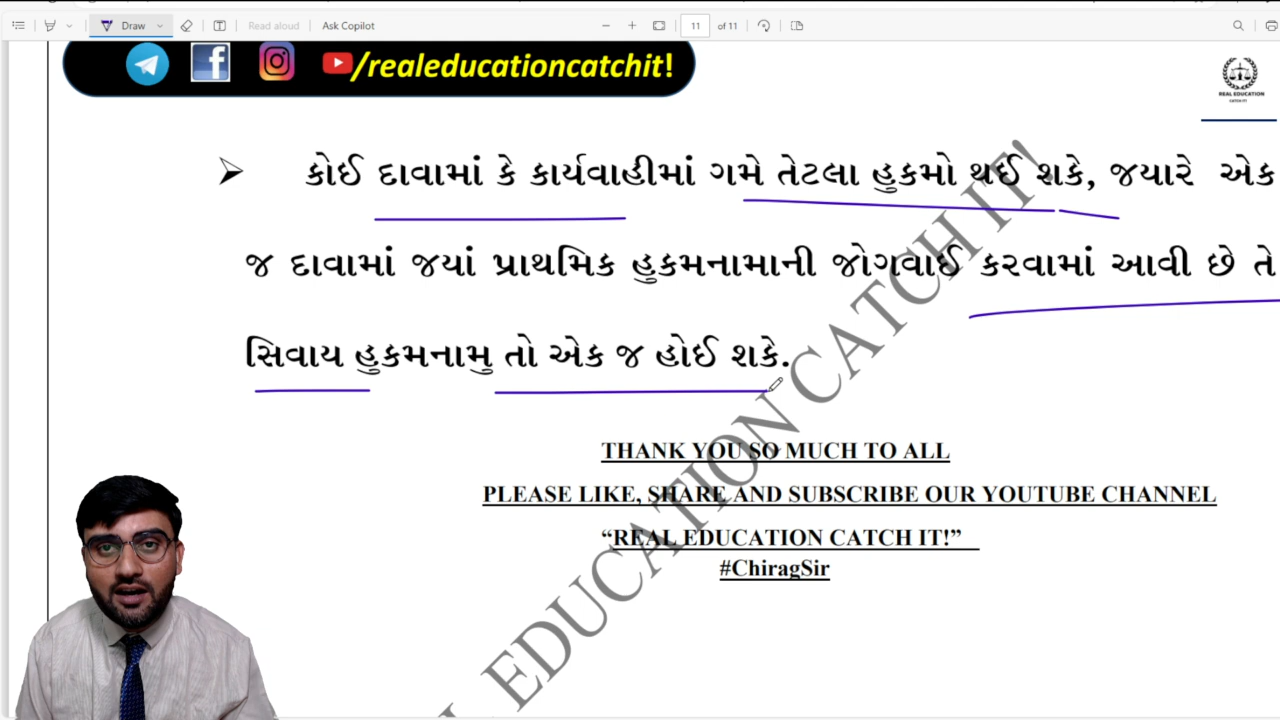 Draw
Read aloud
Ask Copilot
11
of 11
/realeducationcatchit!
REAL EDUCATION
CATCH IT!
કોઈ દાવામાં કે કાર્યવાહીમાં ગમે તેટલા હુકમો થઈ શકે, જયારે એક
જ દાવામાં જયાં પ્રાથમિક હુકમનામાની જોગવાઈ કરવામાં આવી છે તે
સિવાય હુકમનામુ તો એક જ હોઈ શકે.
THANK YOU SO MUCH TO ALL
PLEASE LIKE, SHARE AND SUBSCRIBE OUR YOUTUBE CHANNEL
“REAL EDUCATION CATCH IT!”
#ChiragSir
EDUCATION CATCH IT!'